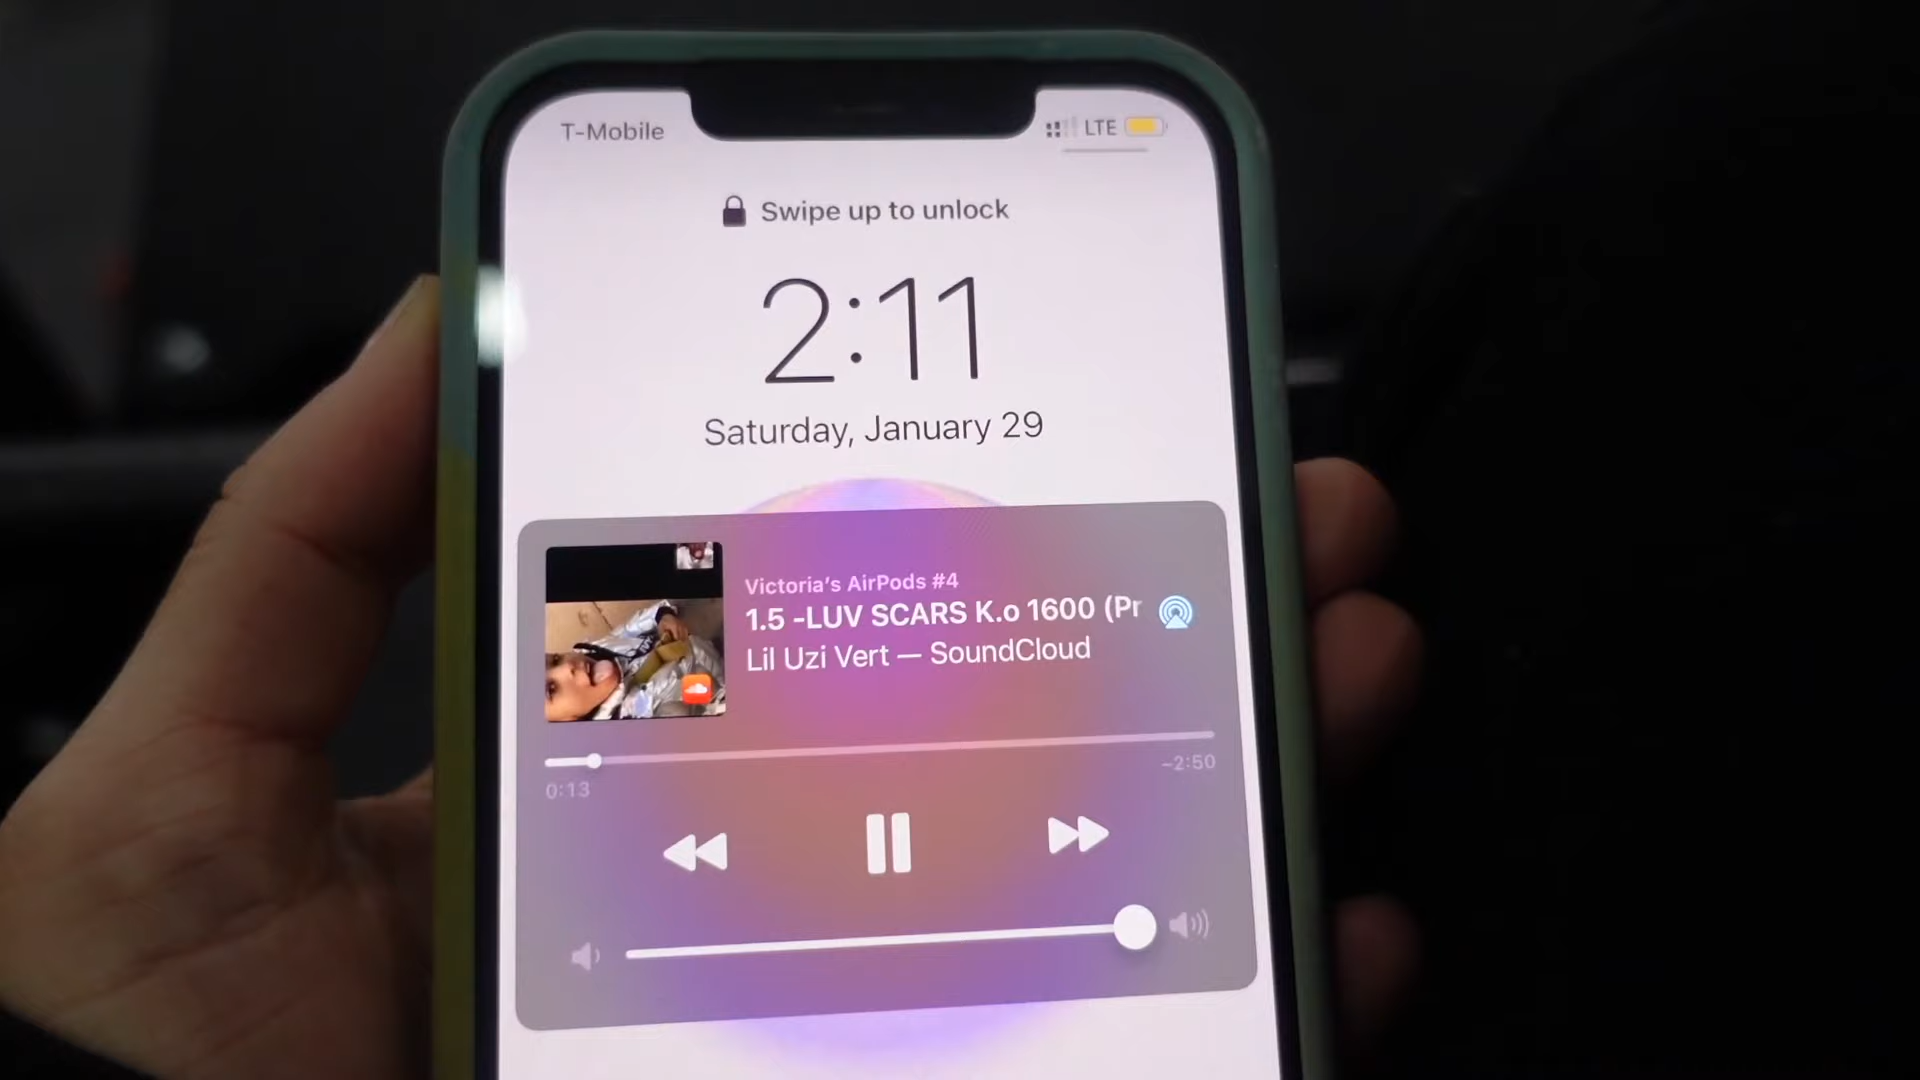 T-Mobile
LTE
Swipe up to unlock
2:11
Saturday, January 29
Victoria's AirPods #4
1.5 -LUV SCARS K.o 1600 (Pr
Lil Uzi Vert — SoundCloud
0:13
-2:50